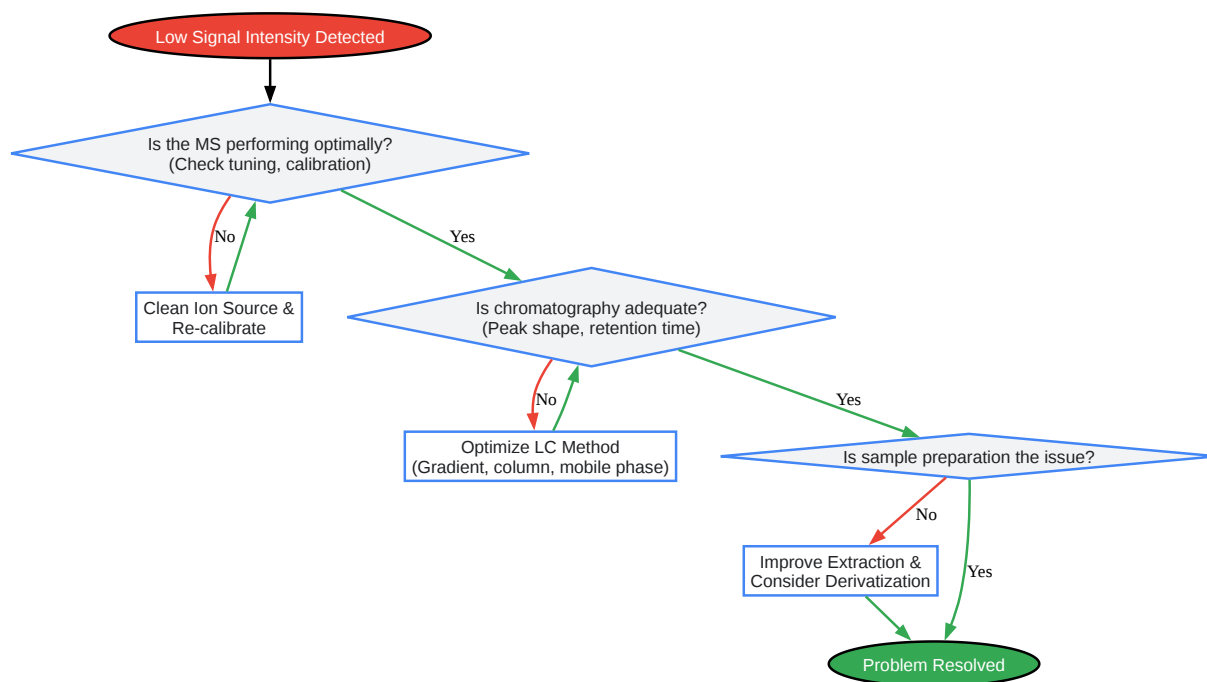 Low Signal Intensity Detected
Is the MS performing optimally?
(Check tuning, calibration)
No
Yes
Clean Ion Source &
Re-calibrate
Is chromatography adequate?
(Peak shape, retention time)
No
Yes
Optimize LC Method
(Gradient, column, mobile phase)
Is sample preparation the issue?
No
Improve Extraction &
Consider Derivatization
Yes
Problem Resolved